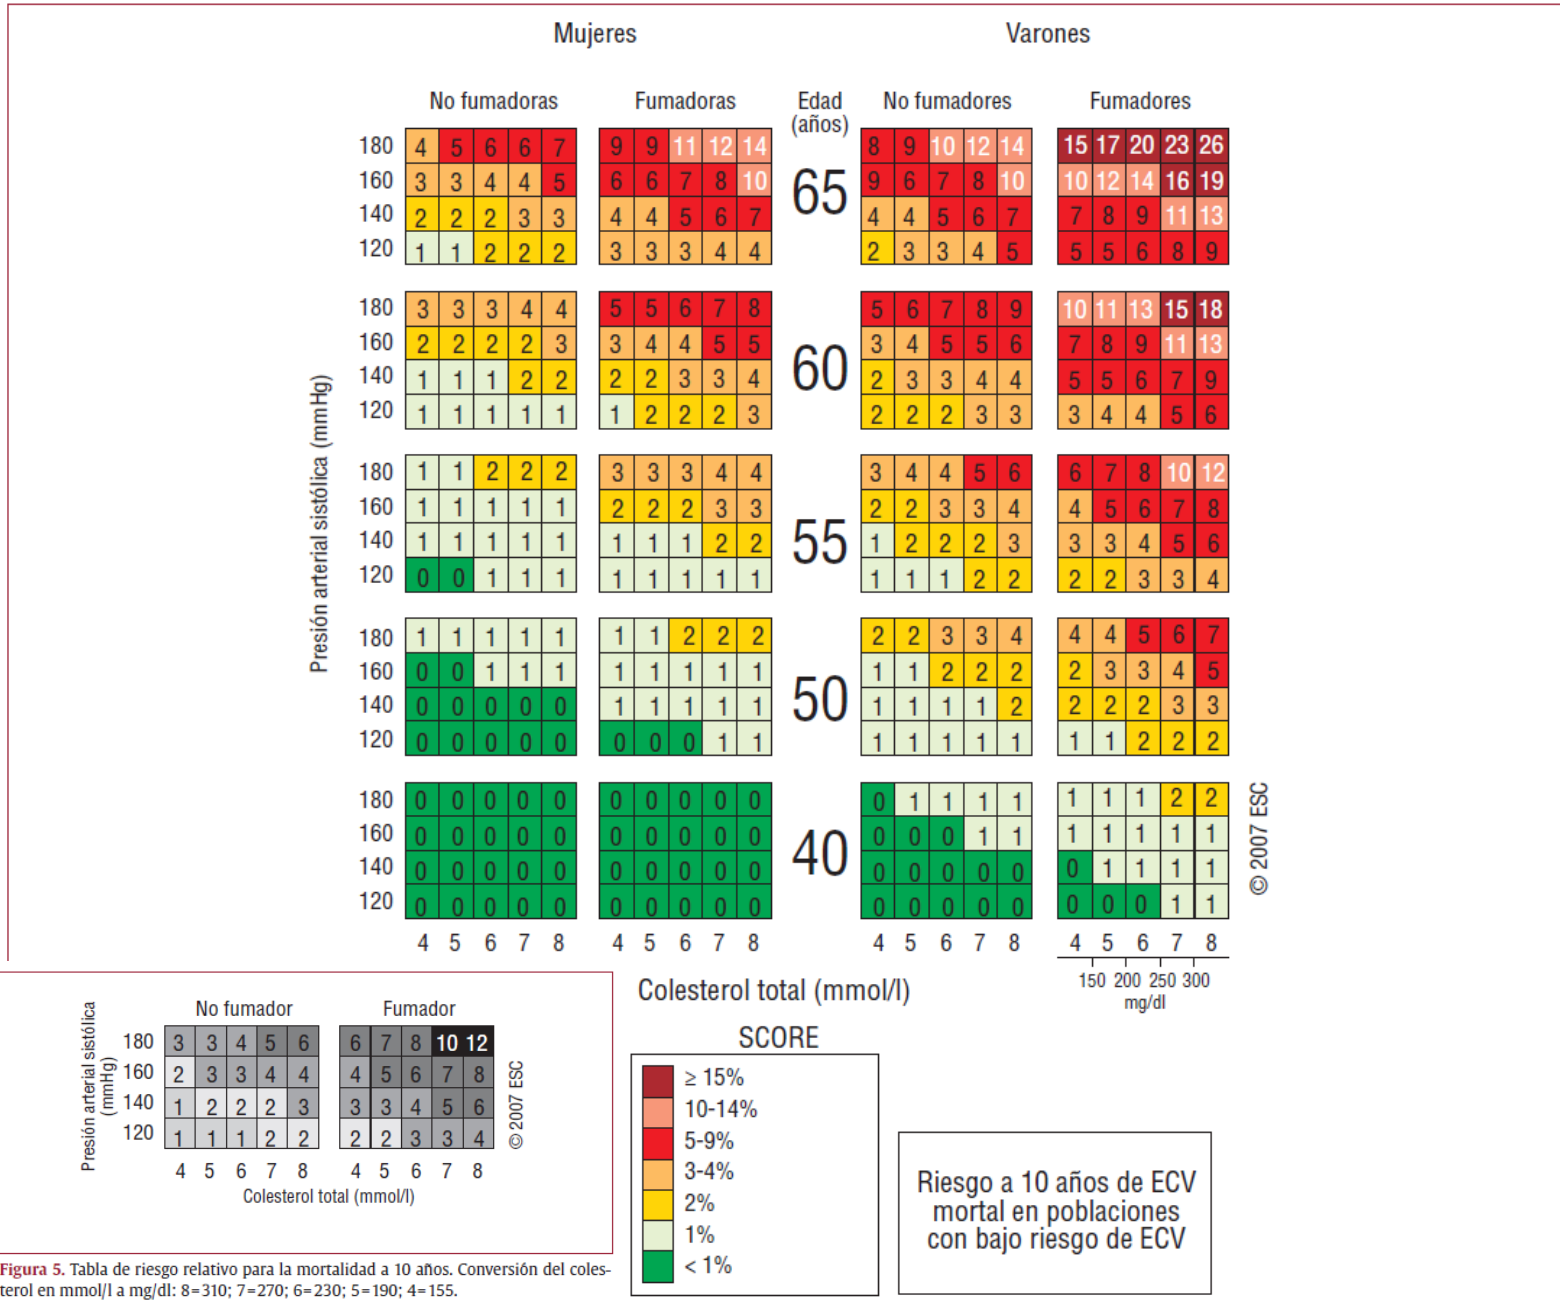 Mujeres Varones
No fumadoras Fumadoras Edad (años) No fumadores Fumadores
Presión arterial sistólica (mmHg)
65
180 4 5 6 6 7 9 9 11 12 14 8 9 10 12 14 15 17 20 23 26
160 3 3 4 4 5 6 6 7 8 10 9 6 7 8 10 10 12 14 16 19
140 2 2 2 3 3 4 4 5 6 7 4 4 5 6 7 7 8 9 11 13
120 1 1 2 2 2 3 3 3 4 4 2 3 3 4 5 5 5 6 8 9
60
180 3 3 3 4 4 5 5 6 7 8 5 6 7 8 9 10 11 13 15 18
160 2 2 2 2 3 3 4 4 5 5 3 4 5 5 6 7 8 9 11 13
140 1 1 1 2 2 2 2 3 3 4 2 3 3 4 4 5 5 6 7 9
120 1 1 1 1 1 1 2 2 2 3 2 2 2 3 3 3 4 4 5 6
55
180 1 1 2 2 2 3 3 3 4 4 3 4 4 5 6 6 7 8 10 12
160 1 1 1 1 1 2 2 2 3 3 2 2 3 3 4 4 5 6 7 8
140 1 1 1 1 1 1 1 1 2 2 1 2 2 2 3 3 3 4 5 6
120 0 0 1 1 1 1 1 1 1 1 1 1 1 2 2 2 2 3 3 4
50
180 1 1 1 1 1 1 1 2 2 2 2 2 3 3 4 4 4 5 6 7
160 0 0 1 1 1 1 1 1 1 1 1 1 2 2 2 2 3 3 4 5
140 0 0 0 0 0 1 1 1 1 1 1 1 1 1 2 2 2 2 3 3
120 0 0 0 0 0 0 0 0 1 1 1 1 1 1 1 1 1 2 2 2
40
180 0 0 0 0 0 0 0 0 0 0 0 1 1 1 1 1 1 1 2 2
160 0 0 0 0 0 0 0 0 0 0 0 0 0 1 1 1 1 1 1 1
140 0 0 0 0 0 0 0 0 0 0 0 0 0 0 0 0 1 1 1 1
120 0 0 0 0 0 0 0 0 0 0 0 0 0 0 0 0 0 0 1 1
© 2007 ESC
4 5 6 7 8 4 5 6 7 8 4 5 6 7 8 4 5 6 7 8
150 200 250 300
mg/dl
Colesterol total (mmol/l)
SCORE
≥ 15%
10-14%
5-9%
3-4%
2%
1%
< 1%
Riesgo a 10 años de ECV
mortal en poblaciones
con bajo riesgo de ECV
Presión arterial sistólica
(mmHg)
No fumador Fumador
180 3 3 4 5 6 6 7 8 10 12
160 2 3 3 4 4 4 5 6 7 8
140 1 2 2 2 3 3 3 4 5 6
120 1 1 1 2 2 2 2 3 3 4
© 2007 ESC
4 5 6 7 8 4 5 6 7 8
Colesterol total (mmol/l)
Figura 5. Tabla de riesgo relativo para la mortalidad a 10 años. Conversión del coles-
terol en mmol/l a mg/dl: 8=310; 7=270; 6=230; 5=190; 4=155.